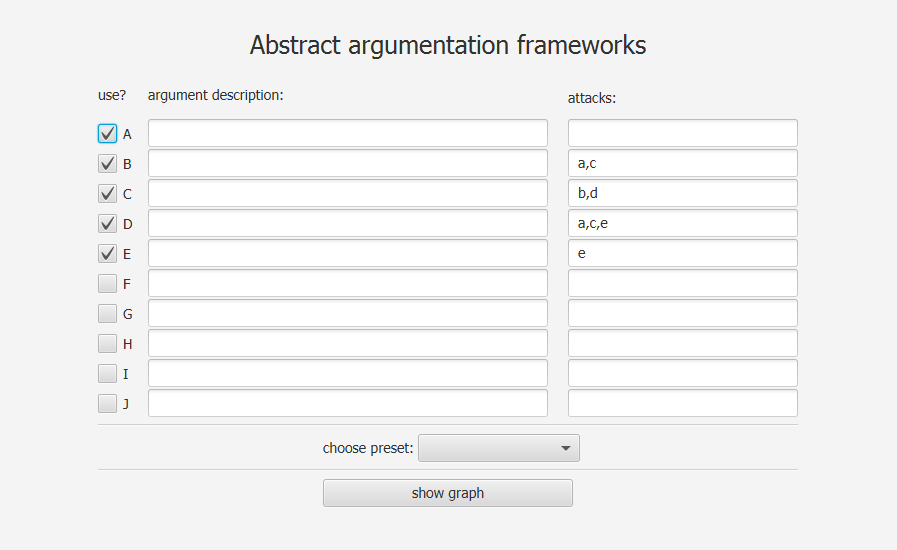 Abstract argumentation frameworks
use? argument description: attacks:
A
B a,c
C b,d
D a,c,e
E e
F
G
H
I
J
choose preset:
show graph